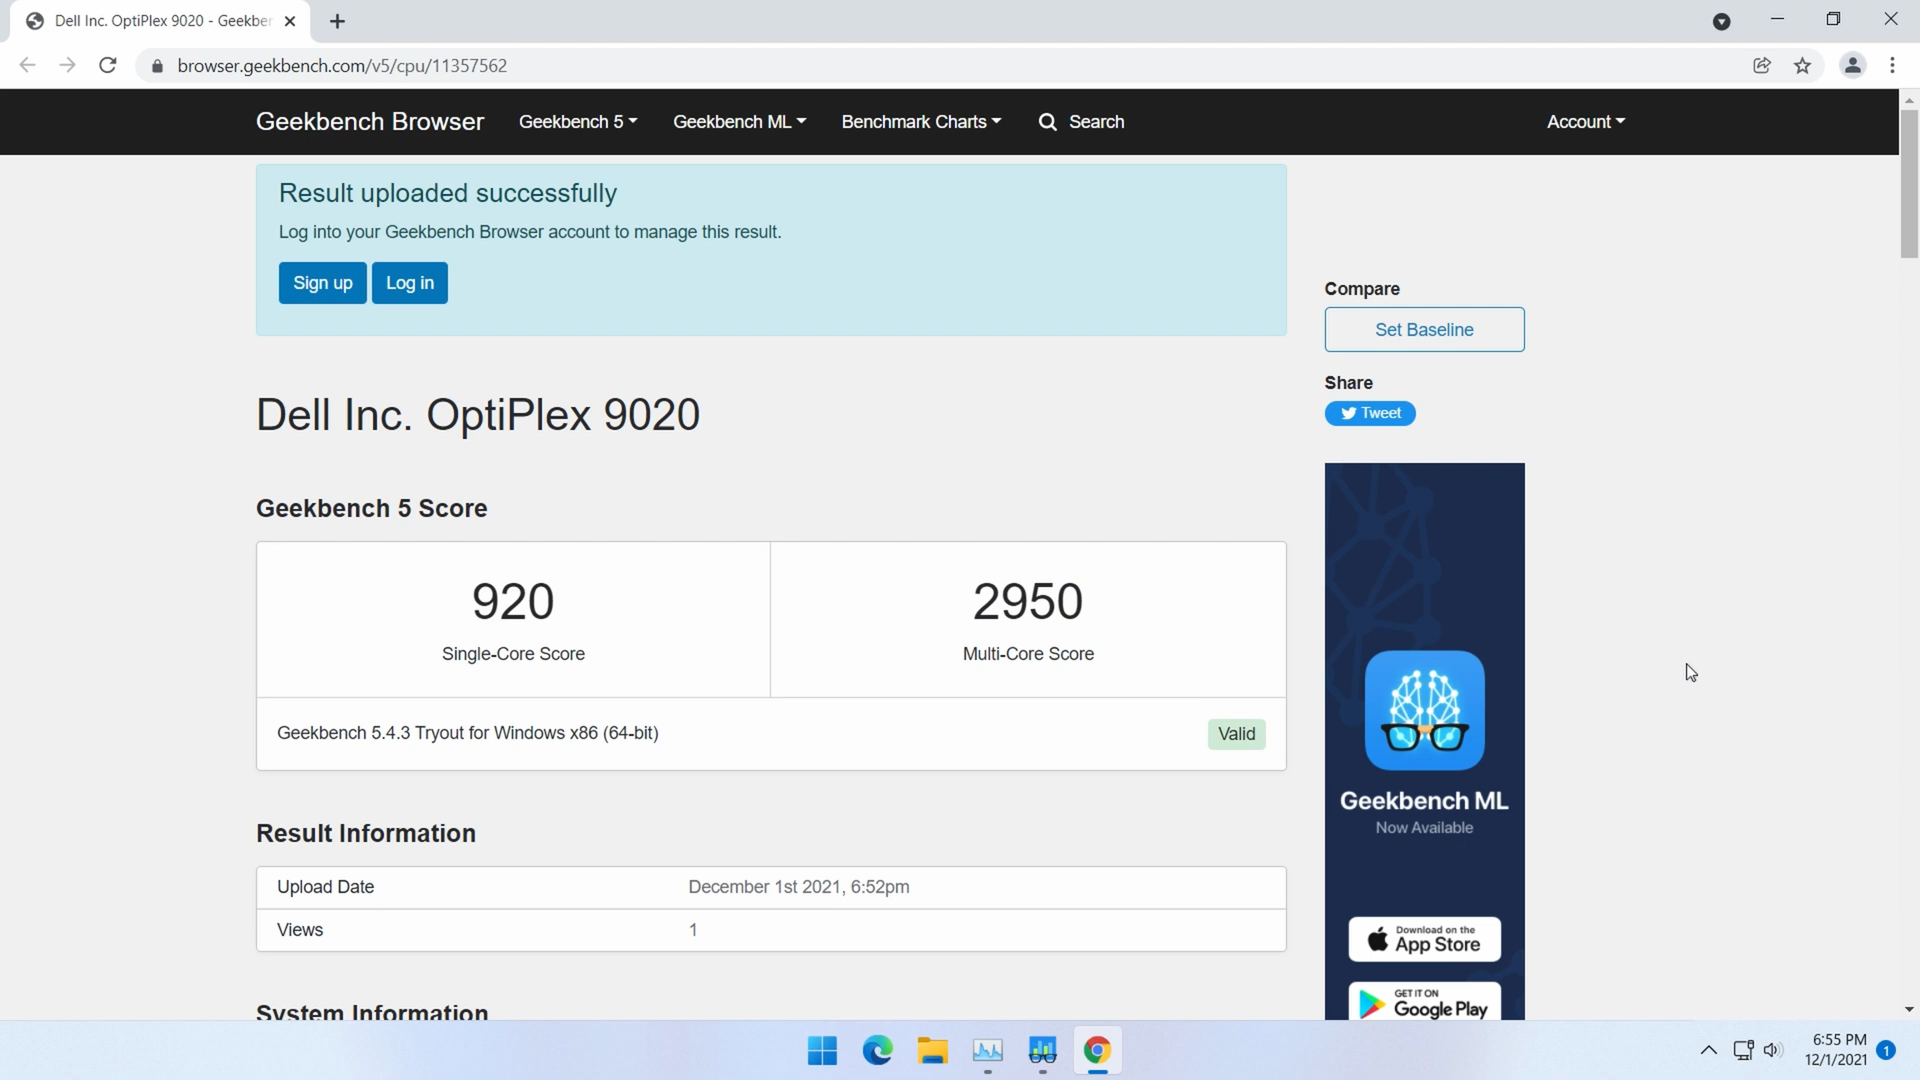 Dell Inc. OptiPlex 9020 - Geekber
browser.geekbench.com/v5/cpu/11357562
Geekbench Browser
Geekbench 5
Geekbench ML
Benchmark Charts
Search
Account
Result uploaded successfully
Log into your Geekbench Browser account to manage this result.
Sign up
Log in
Compare
Set Baseline
Share
Tweet
Dell Inc. OptiPlex 9020
Geekbench 5 Score
920
2950
Single-Core Score
Multi-Core Score
Geekbench 5.4.3 Tryout for Windows x86 (64-bit)
Valid
Result Information
Upload Date
December 1st 2021, 6:52pm
Views
1
System Information
Geekbench ML
Now Available
Download on the
App Store
GET IT ON
Google Play
6:55 PM
12/1/2021
1